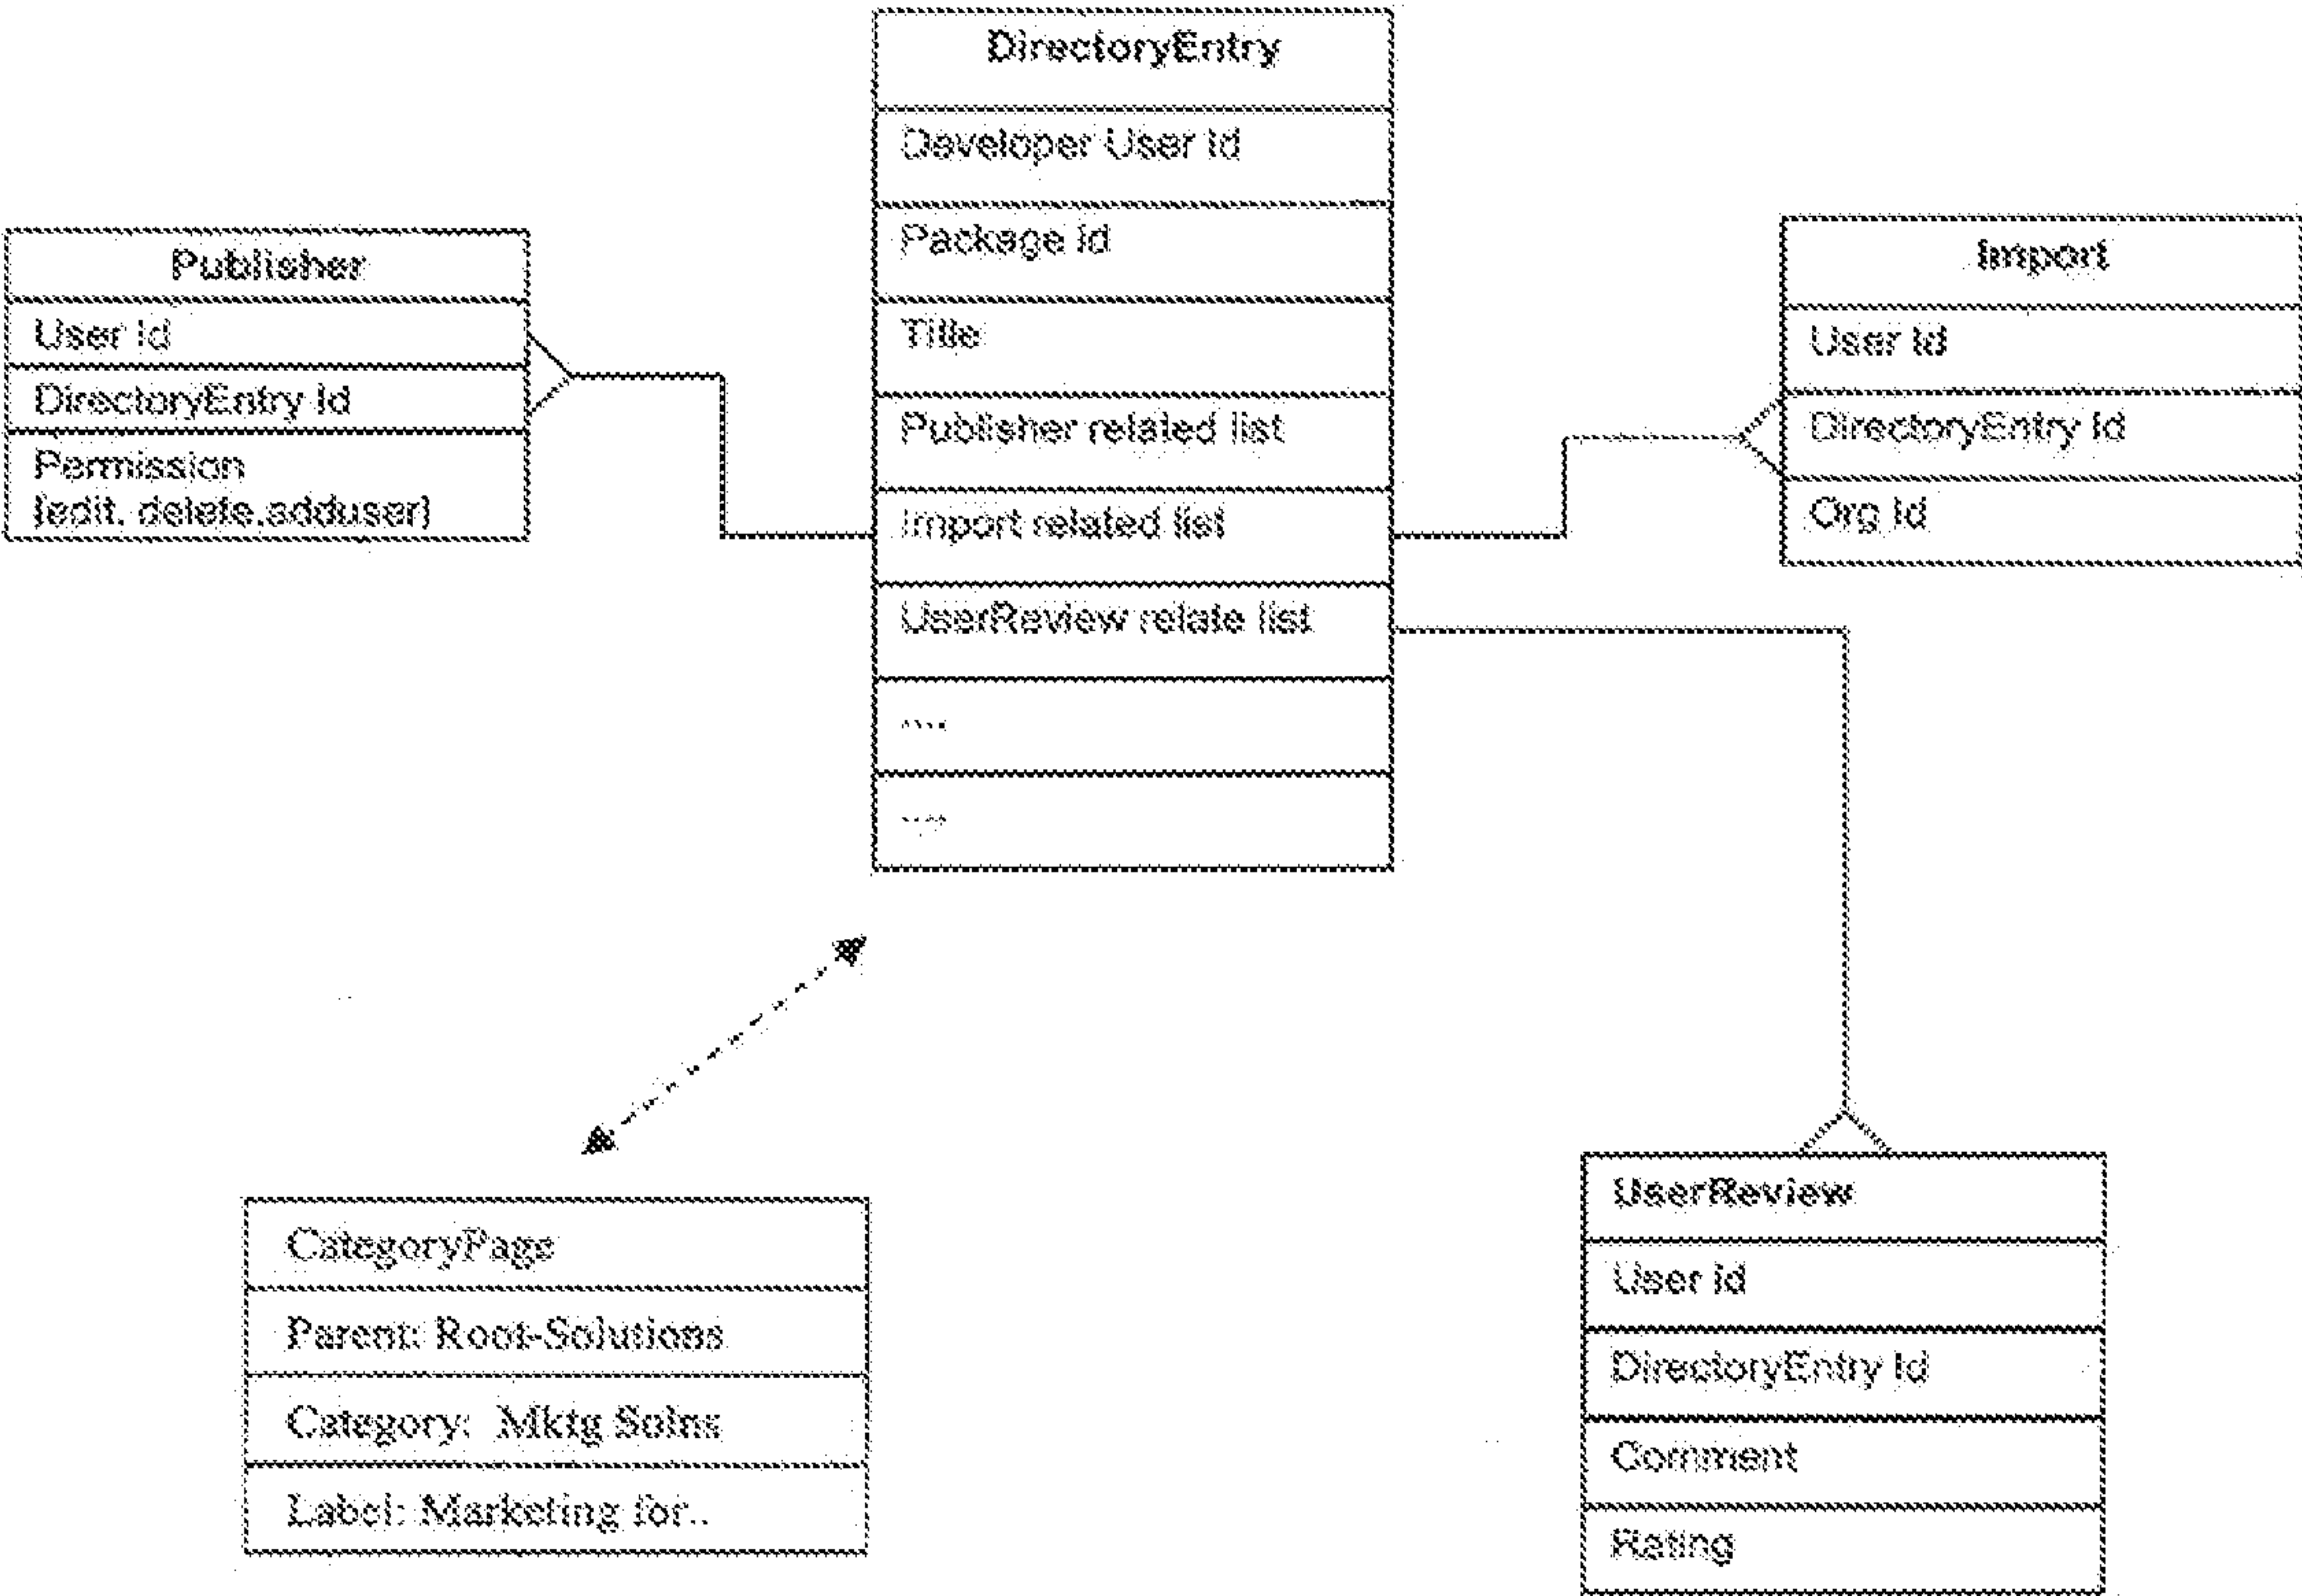 DirectoryEntry
Developer User Id
Package Id
Title
Publisher related list
Import related list
UserReview relate list
....
....
Publisher
User Id
DirectoryEntry Id
Permission
{edit, delete,adduser}
Import
User Id
DirectoryEntry Id
Org Id
CategoryPage
Parent: Root-Solutions
Category: Mktg Solns
Label: Marketing for..
UserReview
User Id
DirectoryEntry Id
Comment
Rating